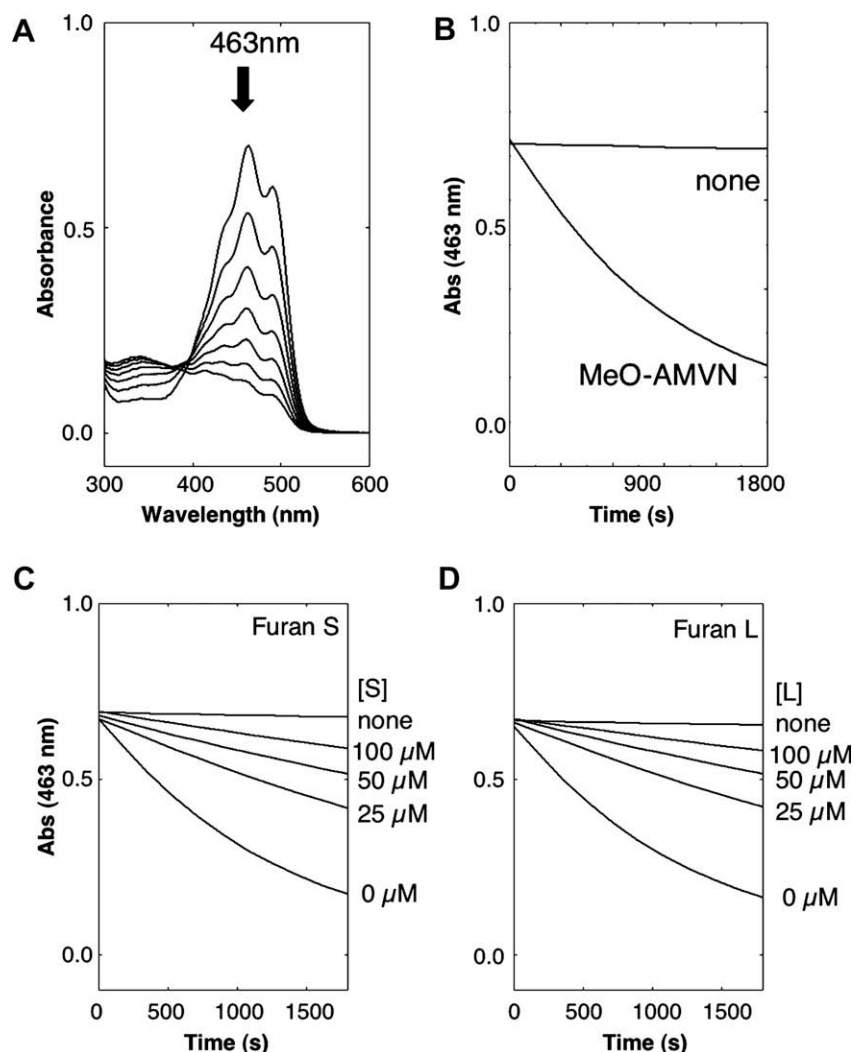 A
463nm
1.0
0.5
0.0
Absorbance
300
400
500
600
Wavelength (nm)
B
1.0
0.5
0.0
Abs (463 nm)
none
MeO-AMVN
0
900
1800
Time (s)
C
1.0
0.5
0.0
Abs (463 nm)
Furan S
[S]
none
100 µM
50 µM
25 µM
0 µM
0
500
1000
1500
Time (s)
D
1.0
0.5
0.0
Furan L
[L]
none
100 µM
50 µM
25 µM
0 µM
0
500
1000
1500
Time (s)